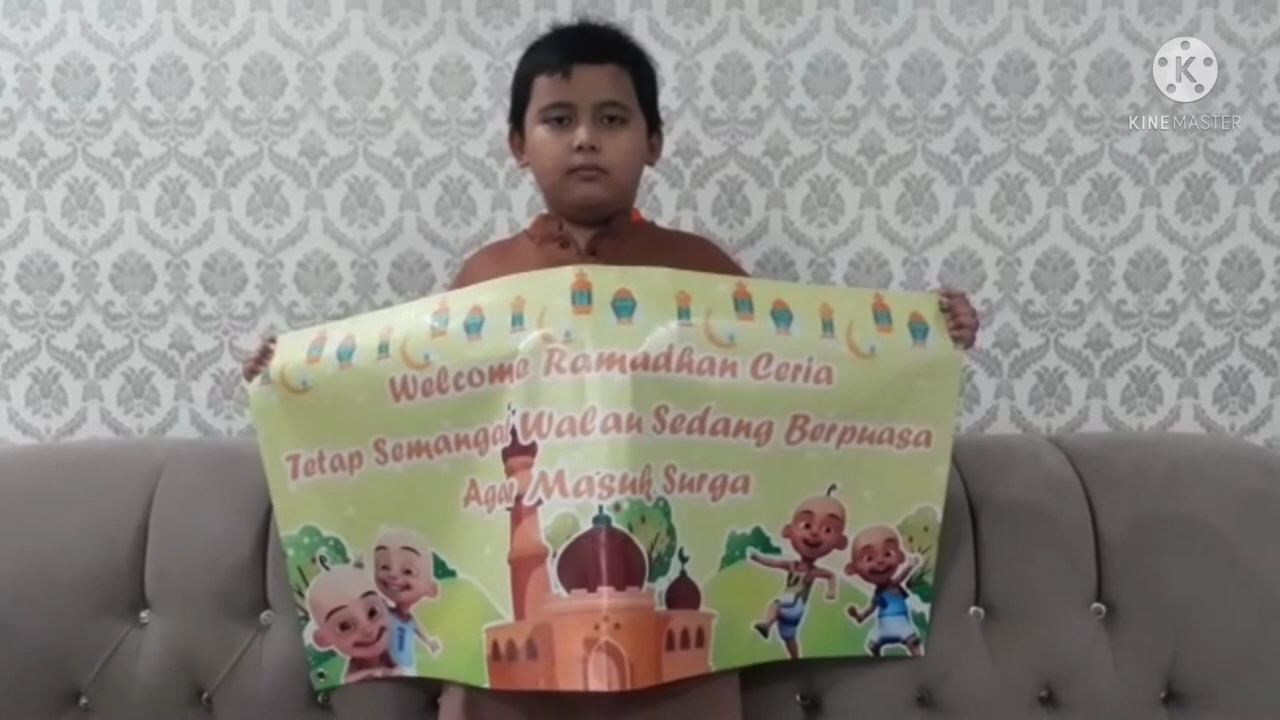 K
KINEMASTER
Welcome Ramadhan Ceria
Tetap Semangat Walau Sedang Berpuasa
Agar Masuk Surga